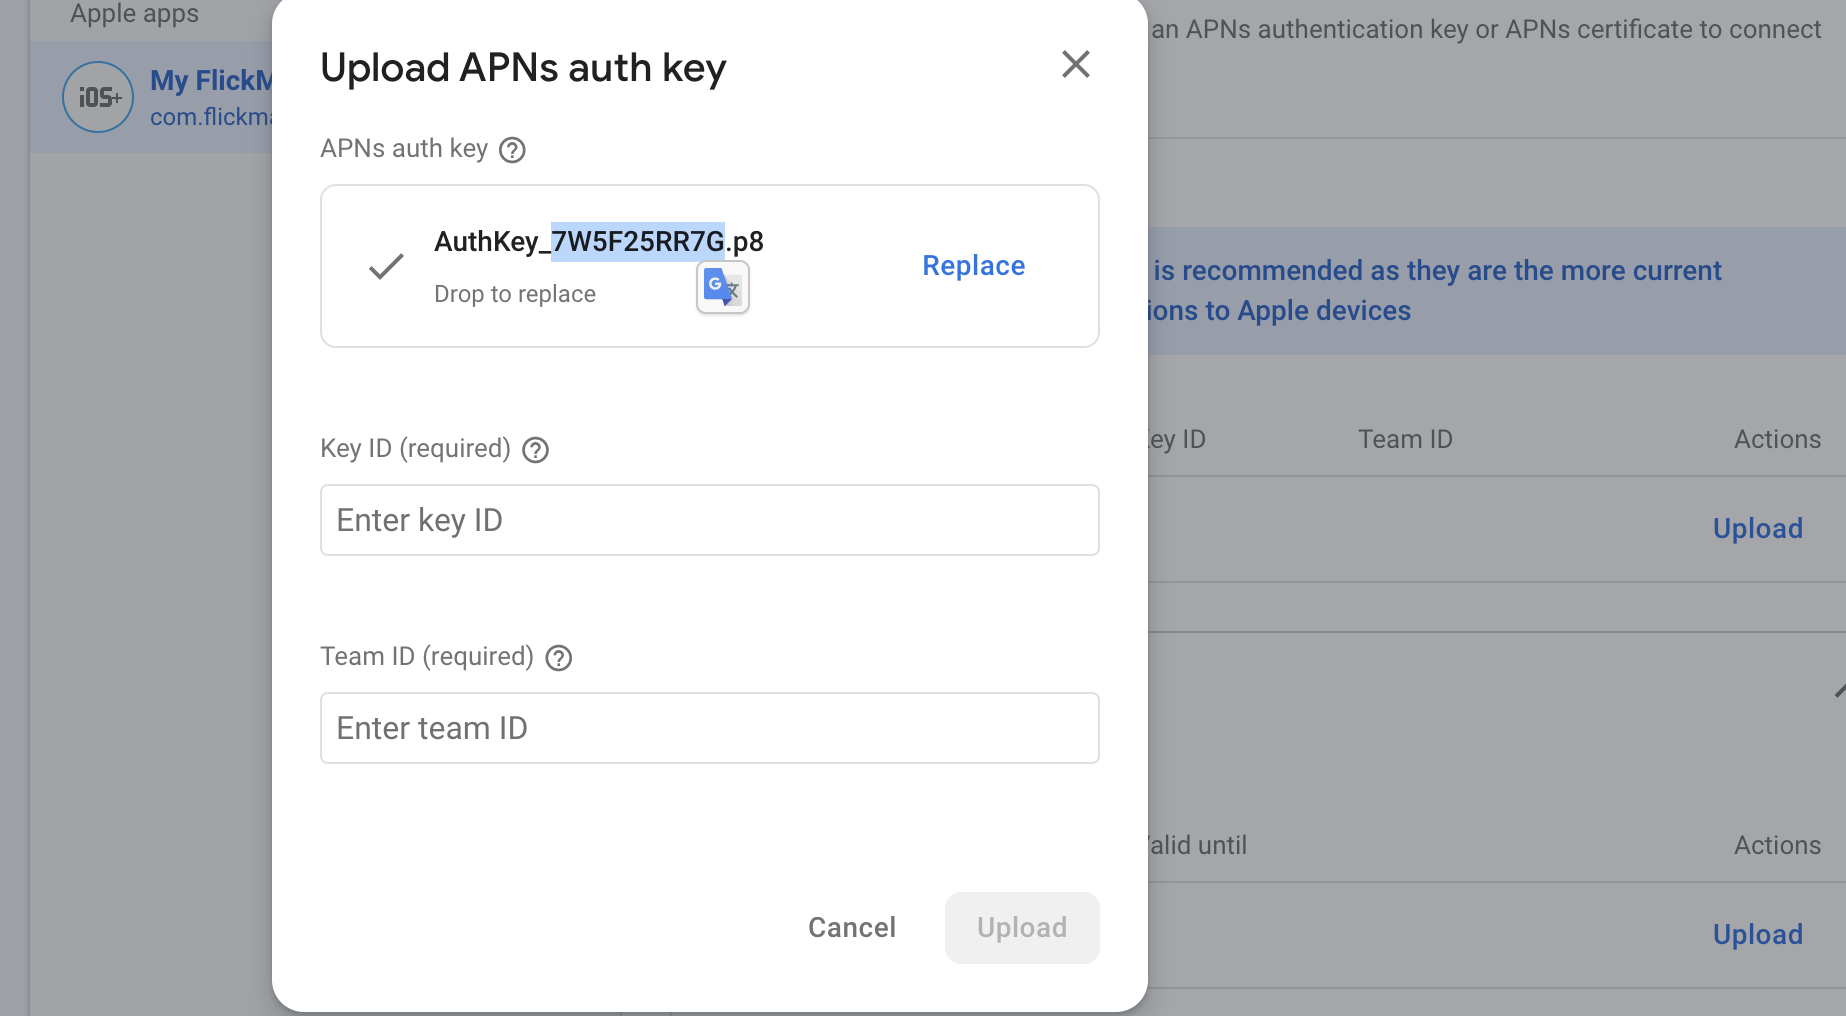 Apple apps
iOS+
My FlickM
com.flickma
an APNs authentication key or APNs certificate to connect
Upload APNs auth key
APNs auth key
AuthKey_7W5F25RR7G.p8
Drop to replace
Replace
is recommended as they are the more current
ions to Apple devices
Key ID (required)
Enter key ID
Key ID
Team ID
Actions
Upload
Team ID (required)
Enter team ID
Valid until
Actions
Cancel
Upload
Upload